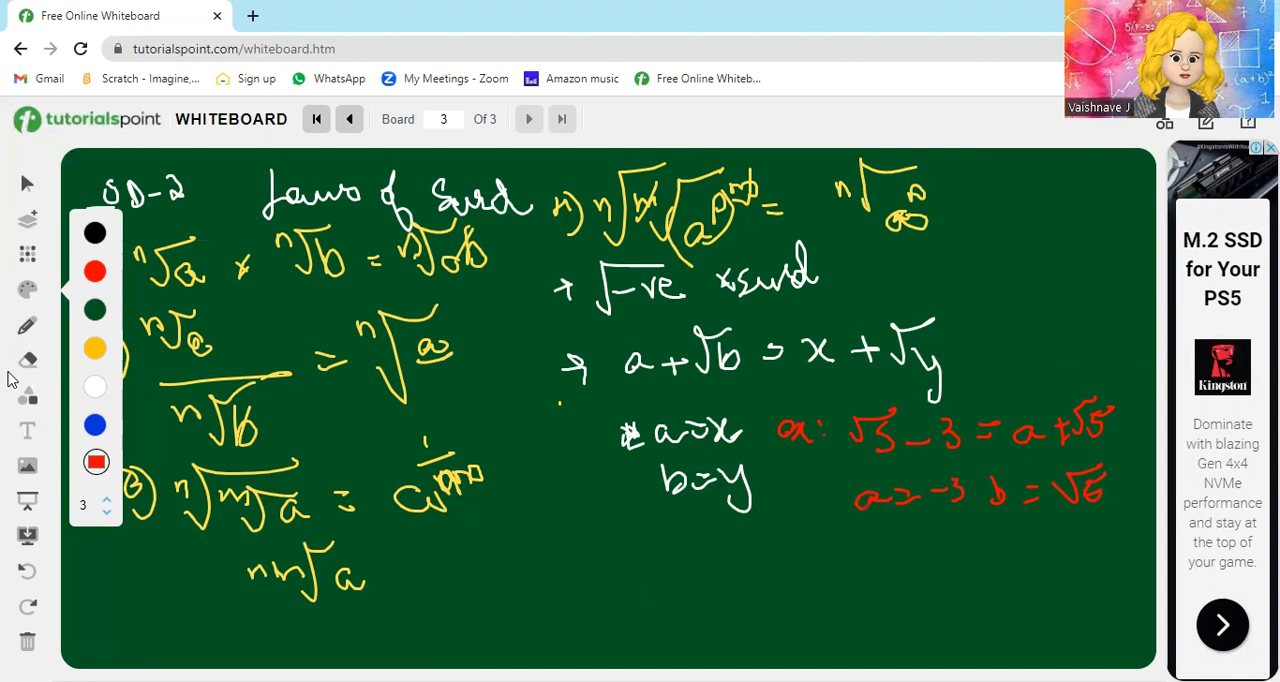 Free Online Whiteboard
tutorialspoint.com/whiteboard.htm
Gmail Scratch - Imagine,... Sign up WhatsApp My Meetings - Zoom Amazon music Free Online Whiteb...
Vaishnave J
tutorialspoint WHITEBOARD Board 3 Of 3
Laws of Surd
ⁿ√a × ⁿ√b = ⁿ√ab
ⁿ√a
ⁿ√b
= ⁿ√a
3) ⁿ√ᵐ√a =
ⁿᵐ√a
→ √-ve × surd
→ a + √b = x + √y
a = x
b = y
ex: √5 - 3 = a + √5
a = -3 b = √5
3
M.2 SSD
for Your
PS5
Kingston
Dominate
with blazing
Gen 4x4
NVMe
performance
and stay at
the top
of your game.